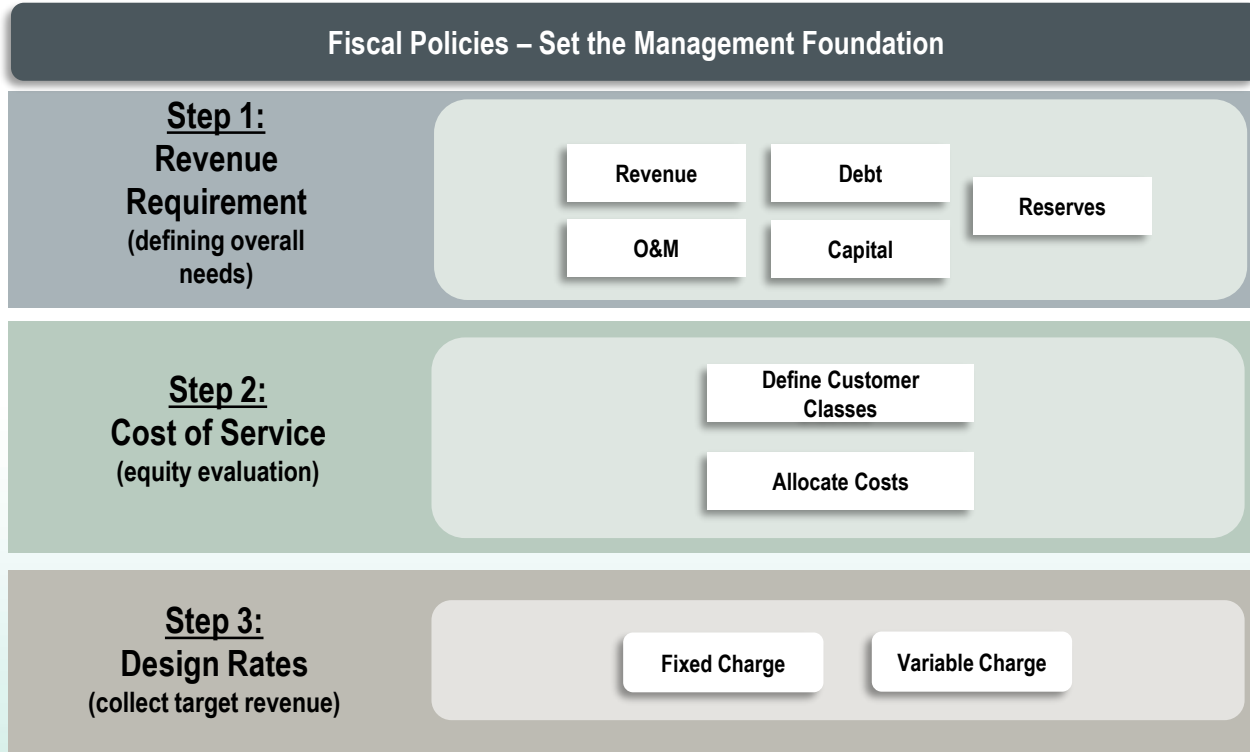 Fiscal Policies – Set the Management Foundation
Step 1:
Revenue
Requirement
(defining overall
needs)
Revenue
Debt
Reserves
O&M
Capital
Step 2:
Cost of Service
(equity evaluation)
Define Customer
Classes
Allocate Costs
Step 3:
Design Rates
(collect target revenue)
Fixed Charge
Variable Charge